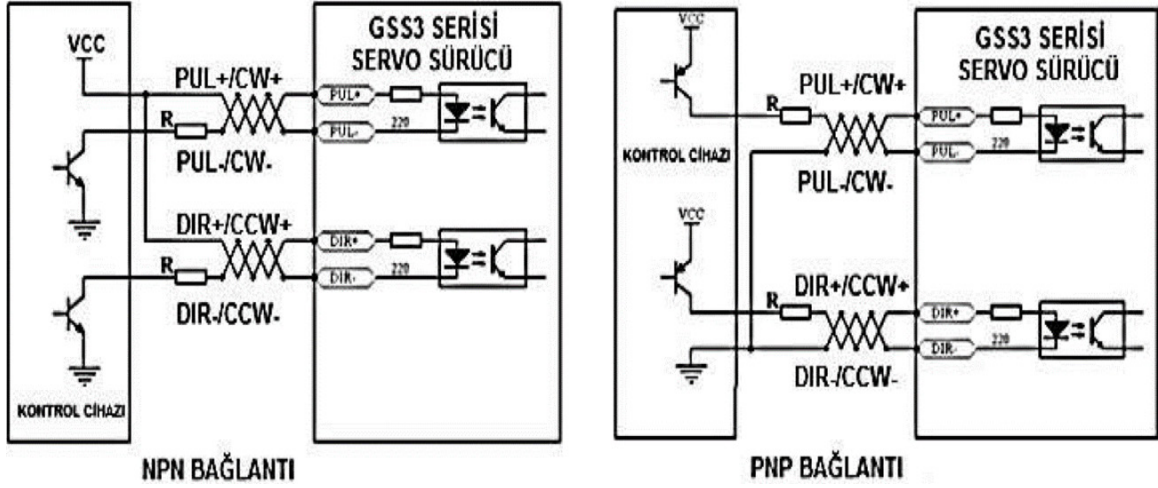 VCC
GSS3 SERİSİ
SERVO SÜRÜCÜ
PUL+/CW+
PUL+
R
220
PUL-
PUL-/CW-
DIR+/CCW+
DIR+
R
220
DIR-
DIR-/CCW-
KONTROL CİHAZI
NPN BAĞLANTI
VCC
GSS3 SERİSİ
SERVO SÜRÜCÜ
PUL+/CW+
R
PUL+
KONTROL CİHAZI
PUL-
220
PUL-/CW-
VCC
DIR+/CCW+
R
DIR+
DIR-
220
DIR-/CCW-
PNP BAĞLANTI